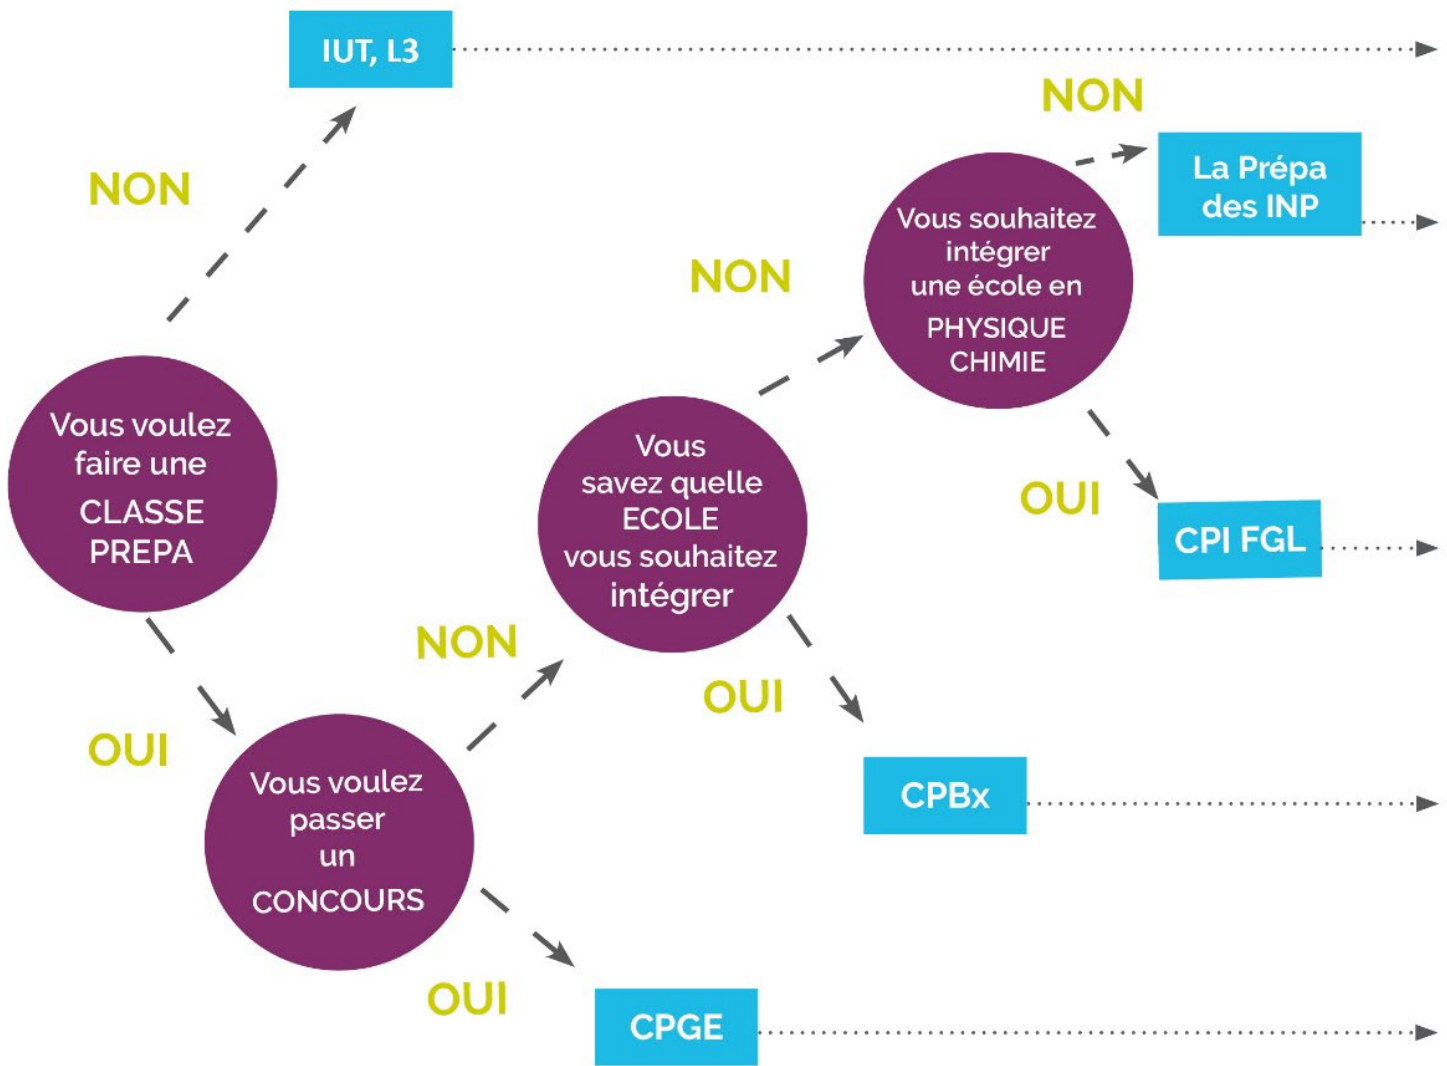 IUT, L3
NON
NON
La Prépa
des INP
Vous souhaitez
intégrer
une école en
PHYSIQUE
CHIMIE
NON
Vous voulez
faire une
CLASSE
PREPA
Vous
savez quelle
ECOLE
vous souhaitez
intégrer
OUI
CPI FGL
NON
OUI
OUI
Vous voulez
passer
un
CONCOURS
CPBx
OUI
CPGE